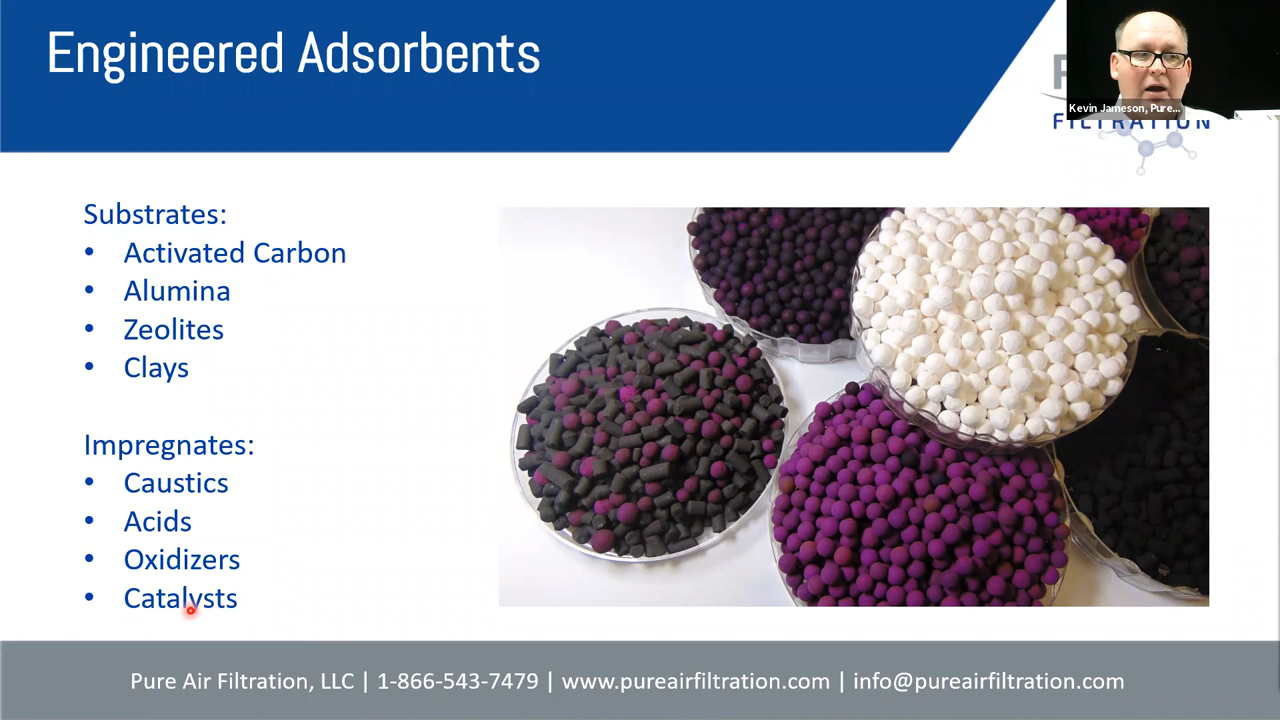 Engineered Adsorbents
Kevin Jameson, Pure...
FILTRATION
Substrates:
• Activated Carbon
• Alumina
• Zeolites
• Clays
Impregnates:
• Caustics
• Acids
• Oxidizers
• Catalysts
Pure Air Filtration, LLC | 1-866-543-7479 | www.pureairfiltration.com | info@pureairfiltration.com